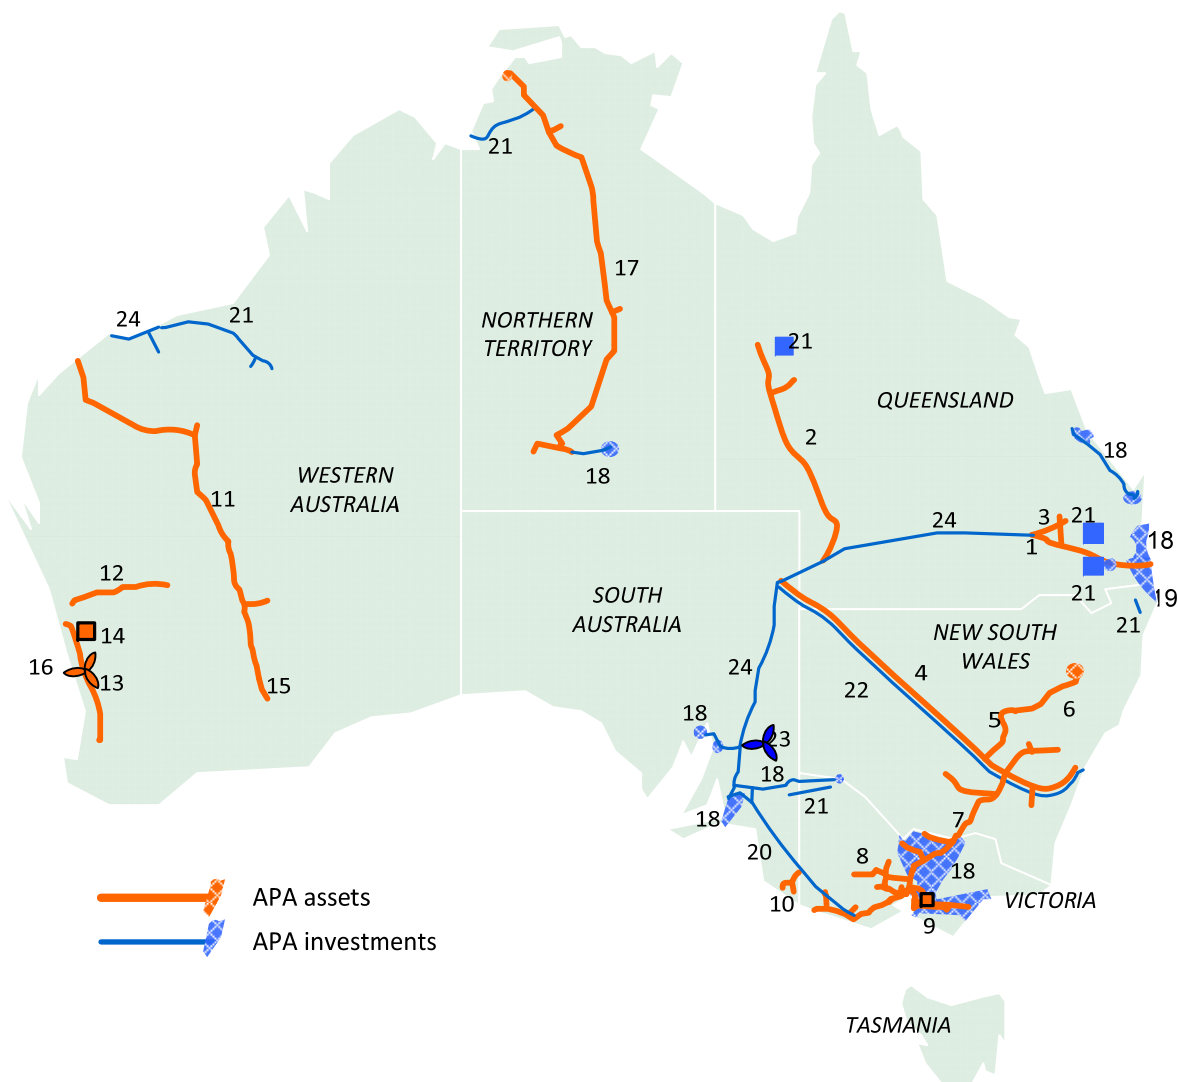 21
17
NORTHERN
TERRITORY
24
21
21
QUEENSLAND
2
18
WESTERN
AUSTRALIA
18
11
24
3
21
1
18
12
SOUTH
AUSTRALIA
21
19
21
14
NEW SOUTH
WALES
16
13
15
24
22
4
5
6
18
23
18
21
18
7
20
8
18
APA assets
10
VICTORIA
9
APA investments
TASMANIA